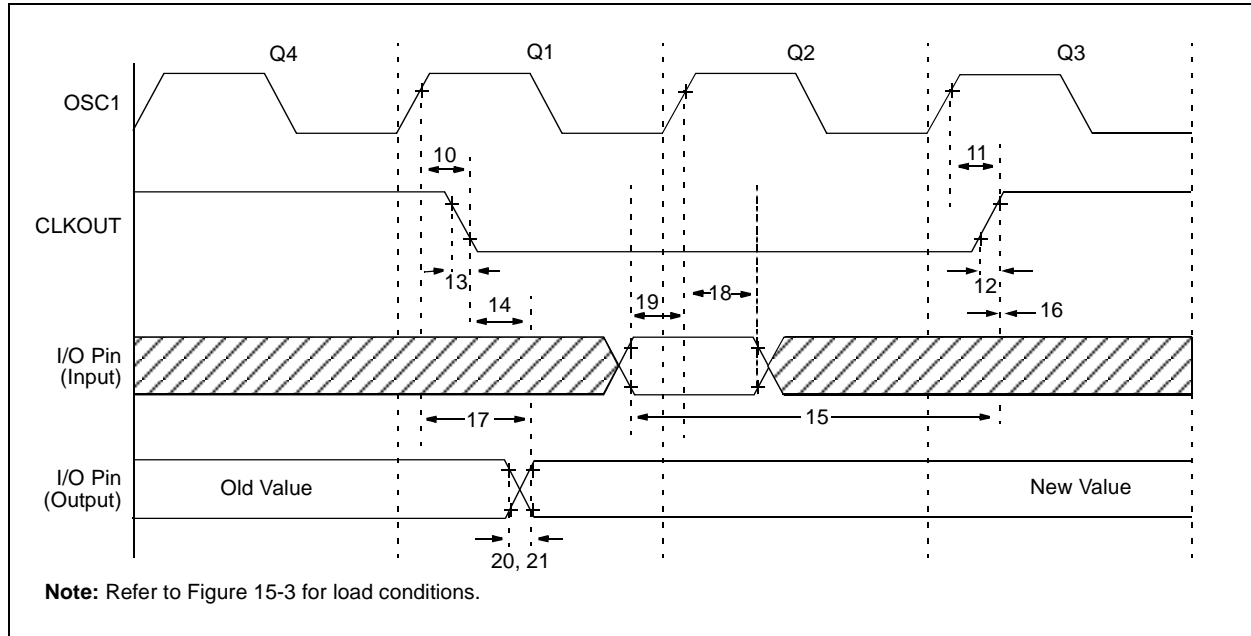 Q4 Q1 Q2 Q3
OSC1
10 11
CLKOUT
13 12
14 19 18 16
I/O Pin
(Input)
17 15
I/O Pin
(Output)
Old Value New Value
20, 21
Note: Refer to Figure 15-3 for load conditions.